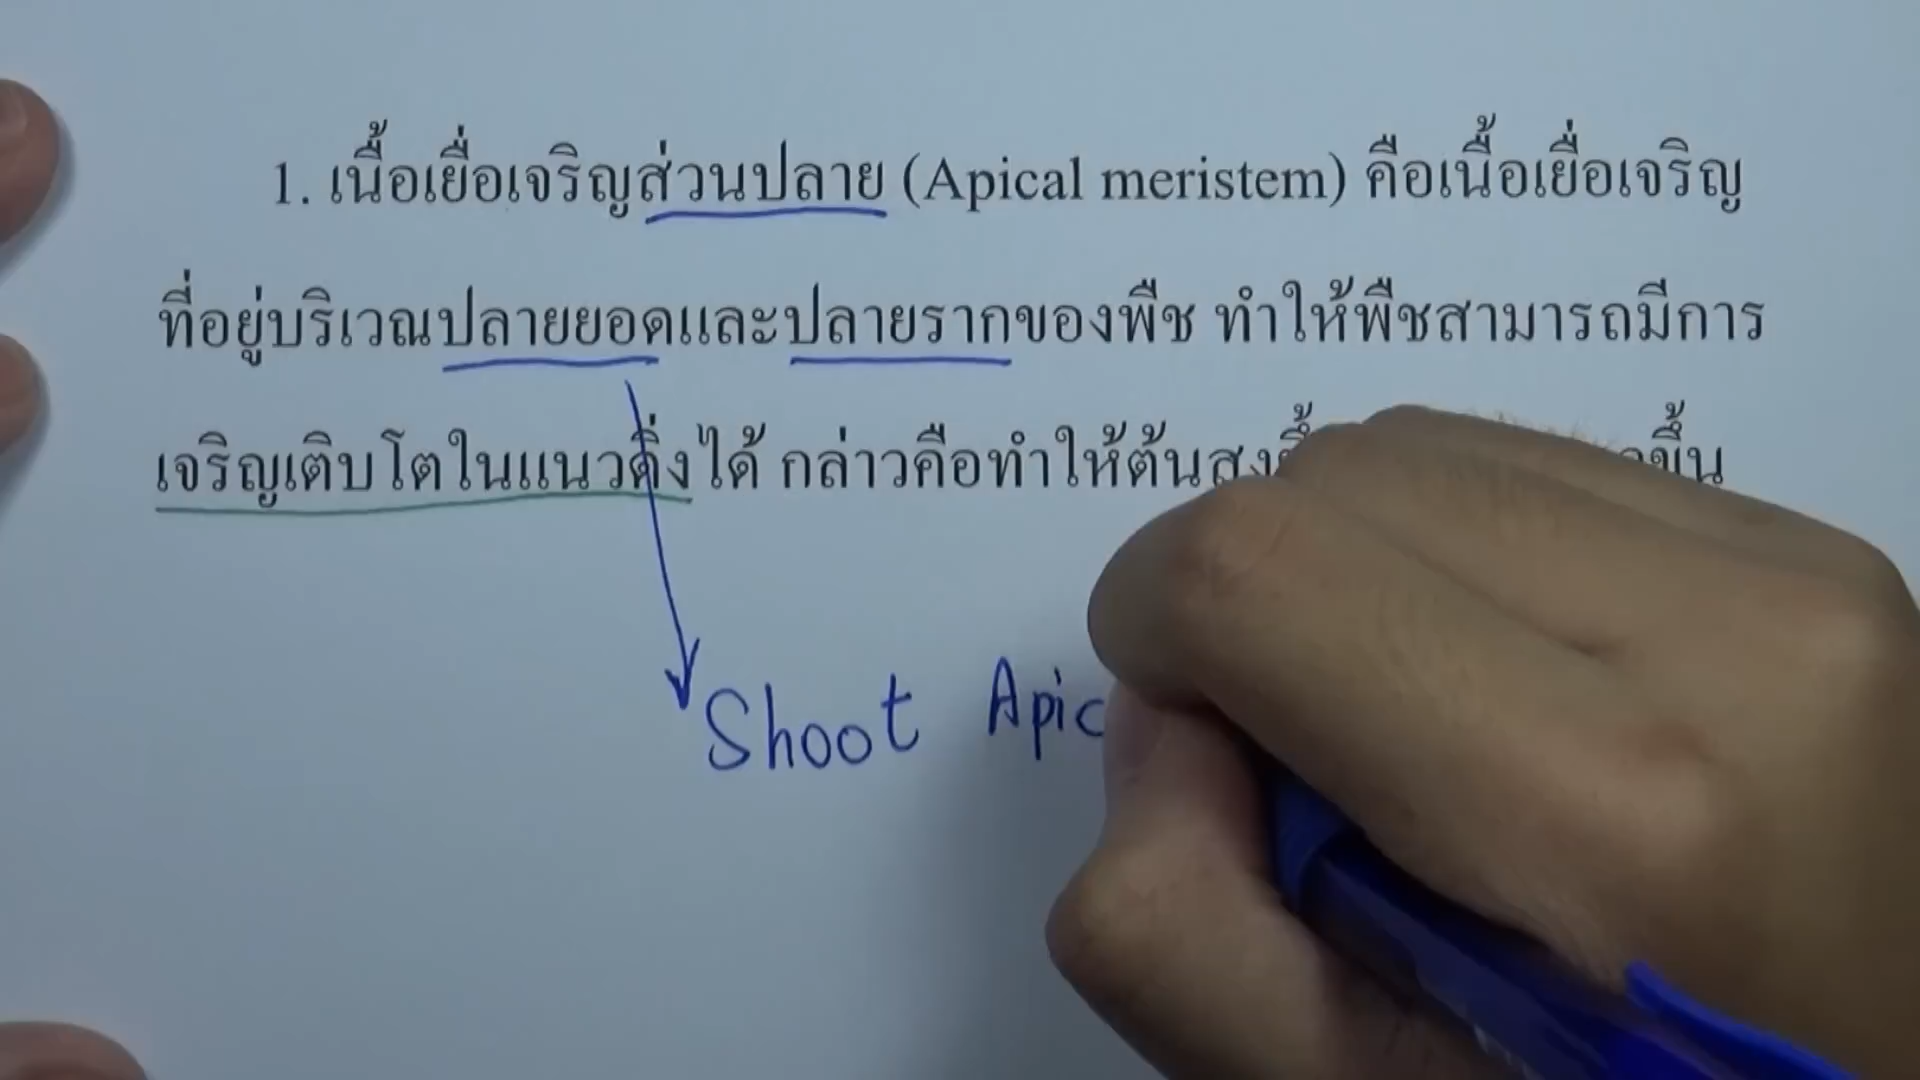 1. เนื้อเยื่อเจริญส่วนปลาย (Apical meristem) คือเนื้อเยื่อเจริญ
ที่อยู่บริเวณปลายยอดและปลายรากของพืช ทำให้พืชสามารถมีการ
เจริญเติบโตในแนวดิ่งได้ กล่าวคือทำให้ต้นสูง
Shoot Apic